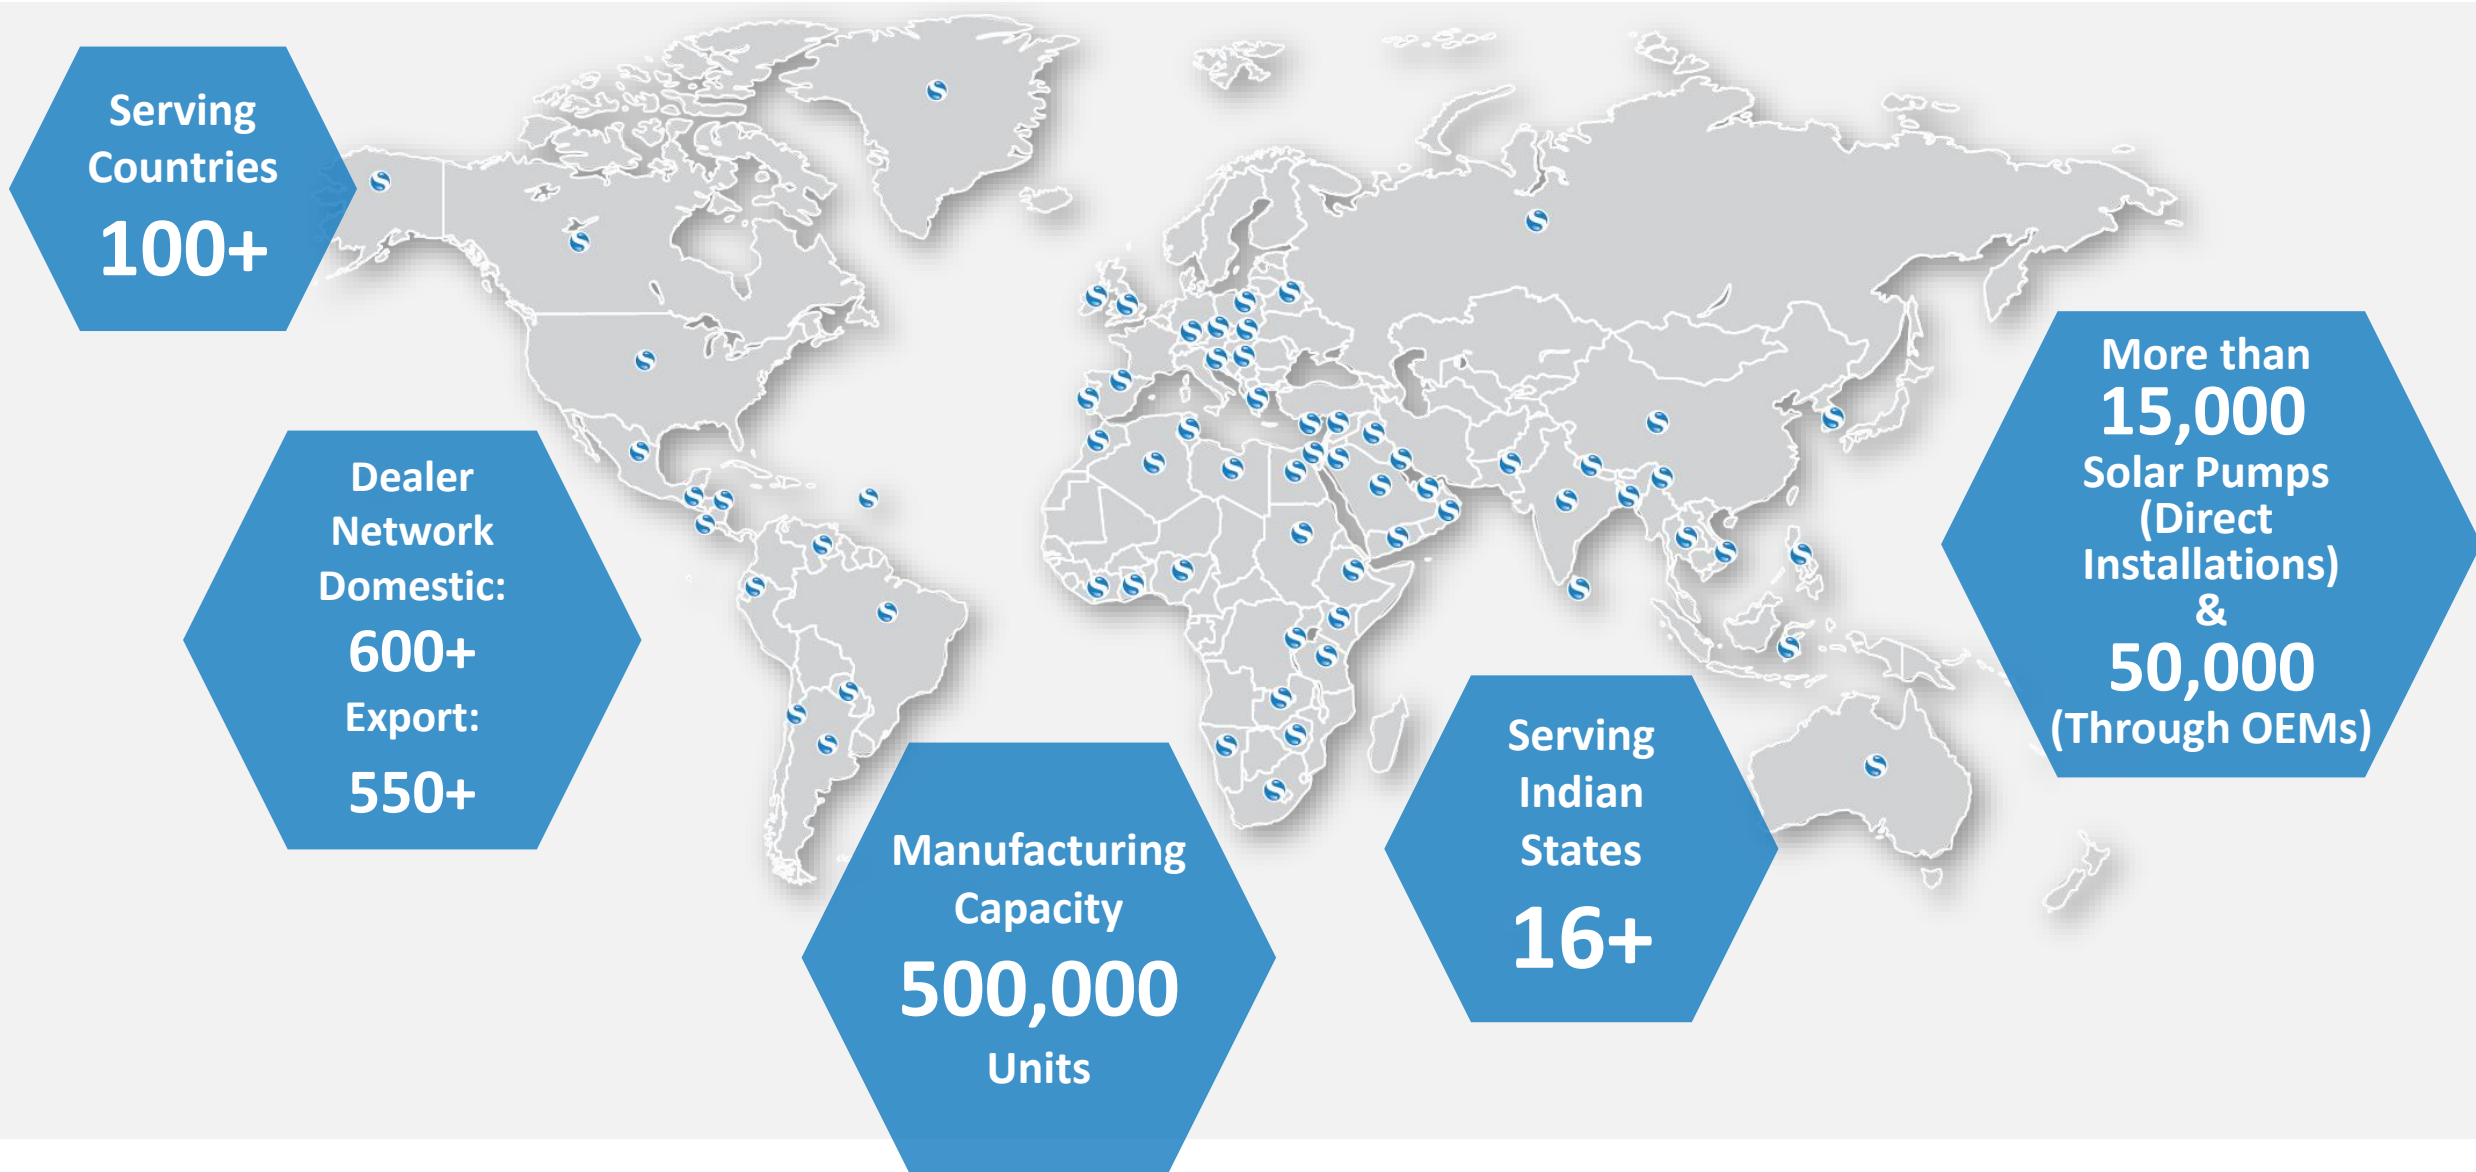 Serving
Countries
100+
Dealer
Network
Domestic:
600+
Export:
550+
Manufacturing
Capacity
500,000
Units
Serving
Indian
States
16+
More than
15,000
Solar Pumps
(Direct
Installations)
&
50,000
(Through OEMs)